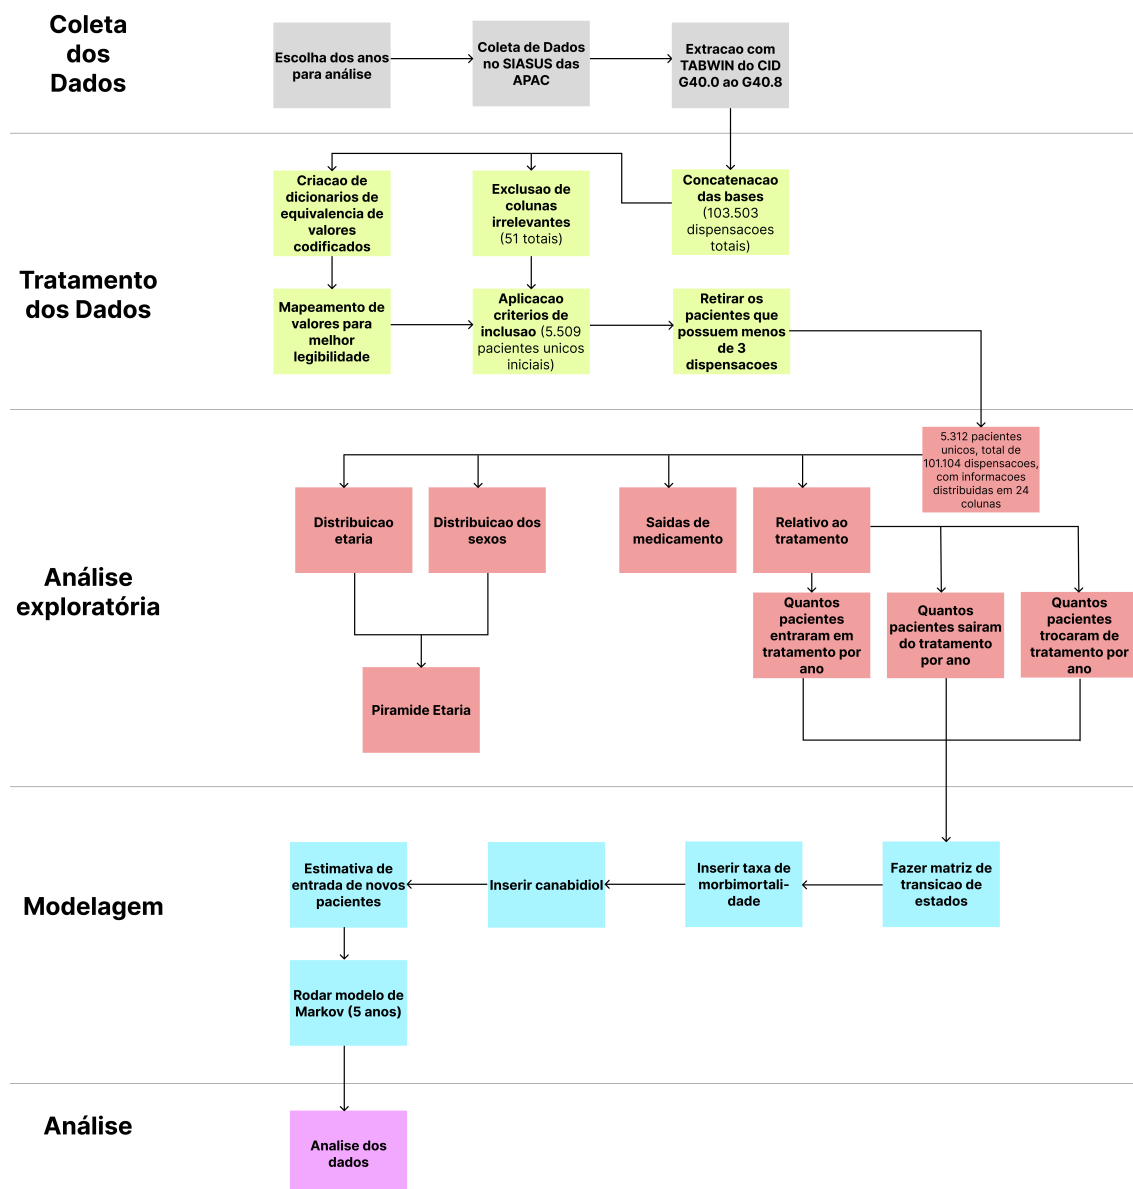 Coleta
dos
Dados
Escolha dos anos
para análise
Coleta de Dados
no SIASUS das
APAC
Extracao com
TABWIN do CID
G40.0 ao G40.8
Tratamento
dos Dados
Criacao de
dicionarios de
equivalencia de
valores
codificados
Exclusao de
colunas
irrelevantes
(51 totais)
Concatenacao
das bases
(103.503
dispensacoes
totais)
Mapeamento de
valores para
melhor
legibilidade
Aplicacao
criterios de
inclusao (5.509
pacientes unicos
iniciais)
Retirar os
pacientes que
possuem menos
de 3
dispensacoes
Análise
exploratória
5.312 pacientes
unicos, total de
101.104 dispensacoes,
com informacoes
distribuidas em 24
colunas
Distribuicao
etaria
Distribuicao dos
sexos
Saidas de
medicamento
Relativo ao
tratamento
Quantos
pacientes
entraram em
tratamento por
ano
Quantos
pacientes sairam
do tratamento
por ano
Quantos
pacientes
trocaram de
tratamento por
ano
Piramide Etaria
Modelagem
Estimativa de
entrada de novos
pacientes
Inserir canabidiol
Inserir taxa de
morbimortali-
dade
Fazer matriz de
transicao de
estados
Rodar modelo de
Markov (5 anos)
Análise
Analise dos
dados